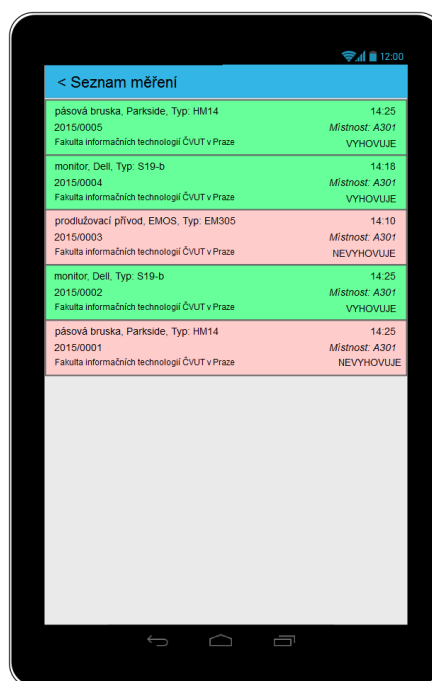 12:00
< Seznam měření
pásová bruska, Parkside, Typ: HM14 14:25
2015/0005 Místnost: A301
Fakulta informačních technologií ČVUT v Praze VYHOVUJE
monitor, Dell, Typ: S19-b 14:18
2015/0004 Místnost: A301
Fakulta informačních technologií ČVUT v Praze VYHOVUJE
prodlužovací přívod, EMOS, Typ: EM305 14:10
2015/0003 Místnost: A301
Fakulta informačních technologií ČVUT v Praze NEVYHOVUJE
monitor, Dell, Typ: S19-b 14:25
2015/0002 Místnost: A301
Fakulta informačních technologií ČVUT v Praze VYHOVUJE
pásová bruska, Parkside, Typ: HM14 14:25
2015/0001 Místnost: A301
Fakulta informačních technologií ČVUT v Praze NEVYHOVUJE